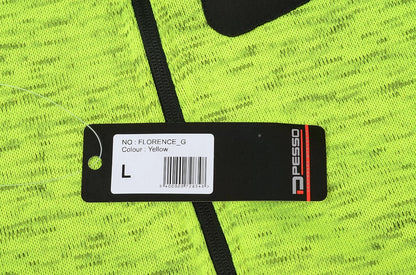 NO : FLORENCE_G
Colour : Yellow
L
PESSO